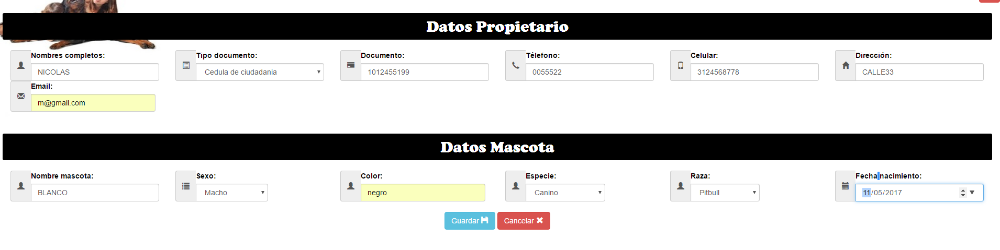 Datos Propietario
Nombres completos: Tipo documento: Documento: Télefono: Celular: Dirección:
NICOLAS Cedula de ciudadania 1012455199 0055522 3124568778 CALLE33
Email:
m@gmail.com
Datos Mascota
Nombre mascota: Sexo: Color: Especie: Raza: Fecha nacimiento:
BLANCO Macho negro Canino Pitbull 11/05/2017
Guardar Cancelar